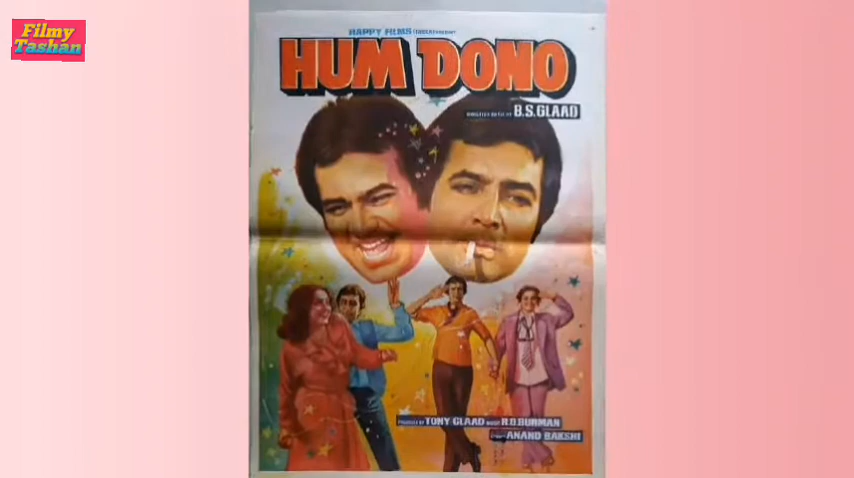 Filmy
Tashan
HAPPY FILMS
HUM DONO
B.S.GLAAD
TONY GLAAD R.D.BURMAN
ANAND BAKSHI